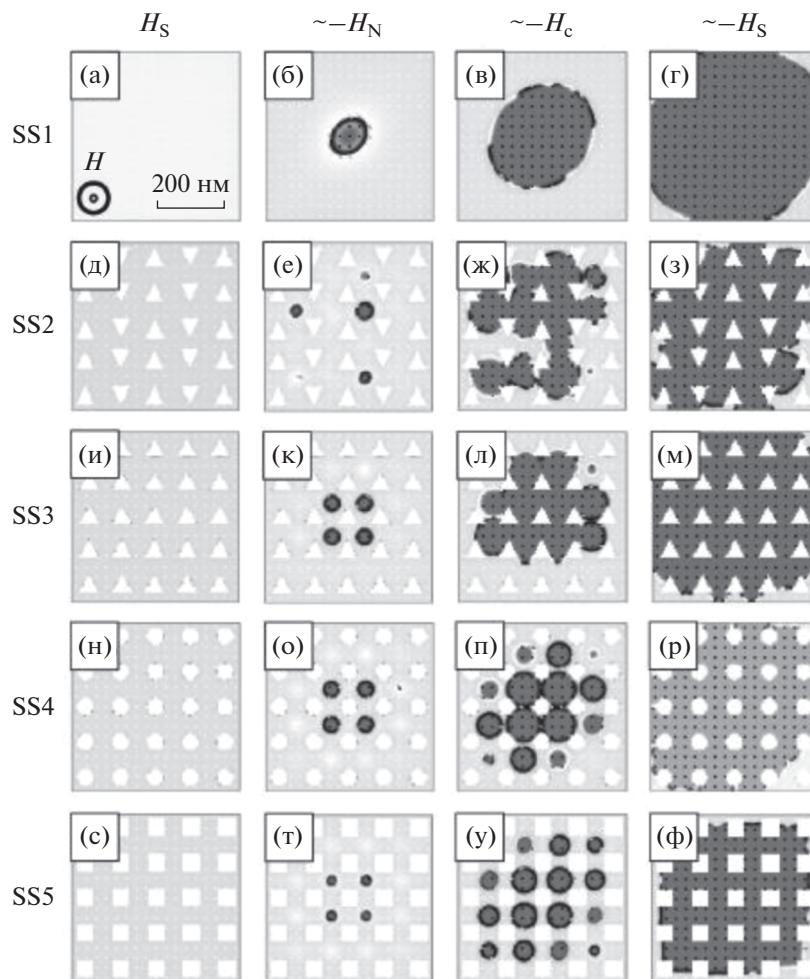 H_S ~−H_N ~−H_c ~−H_S
SS1 (а) (б) (в) (г)
H
200 нм
SS2 (д) (е) (ж) (з)
SS3 (и) (к) (л) (м)
SS4 (н) (о) (п) (р)
SS5 (с) (т) (у) (ф)